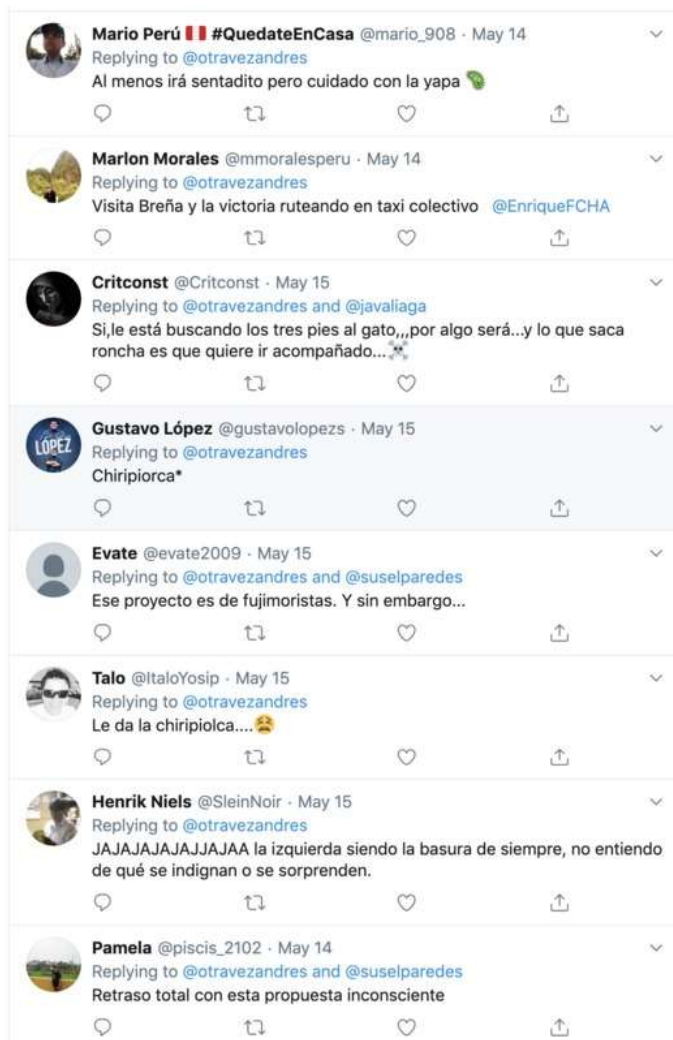 Mario Perú 🇵🇪 #QuedateEnCasa @mario_908 · May 14
Replying to @otravezandres
Al menos irá sentadito pero cuidado con la yapa 🦠
Marlon Morales @mmoralesperu · May 14
Replying to @otravezandres
Visita Breña y la victoria ruteando en taxi colectivo @EnriqueFCHA
Critconst @Critconst · May 15
Replying to @otravezandres and @javaliaga
Si,le está buscando los tres pies al gato,,,por algo será...y lo que saca
roncha es que quiere ir acompañado...☠️
LÓPEZ
Gustavo López @gustavolopezs · May 15
Replying to @otravezandres
Chiripiorca*
Evate @evate2009 · May 15
Replying to @otravezandres and @suselparedes
Ese proyecto es de fujimoristas. Y sin embargo...
Talo @ItaloYosip · May 15
Replying to @otravezandres
Le da la chiripiolca....😫
Henrik Niels @SleinNoir · May 15
Replying to @otravezandres
JAJAJAJAJAJJAJAA la izquierda siendo la basura de siempre, no entiendo
de qué se indignan o se sorprenden.
Pamela @piscis_2102 · May 14
Replying to @otravezandres and @suselparedes
Retraso total con esta propuesta inconsciente